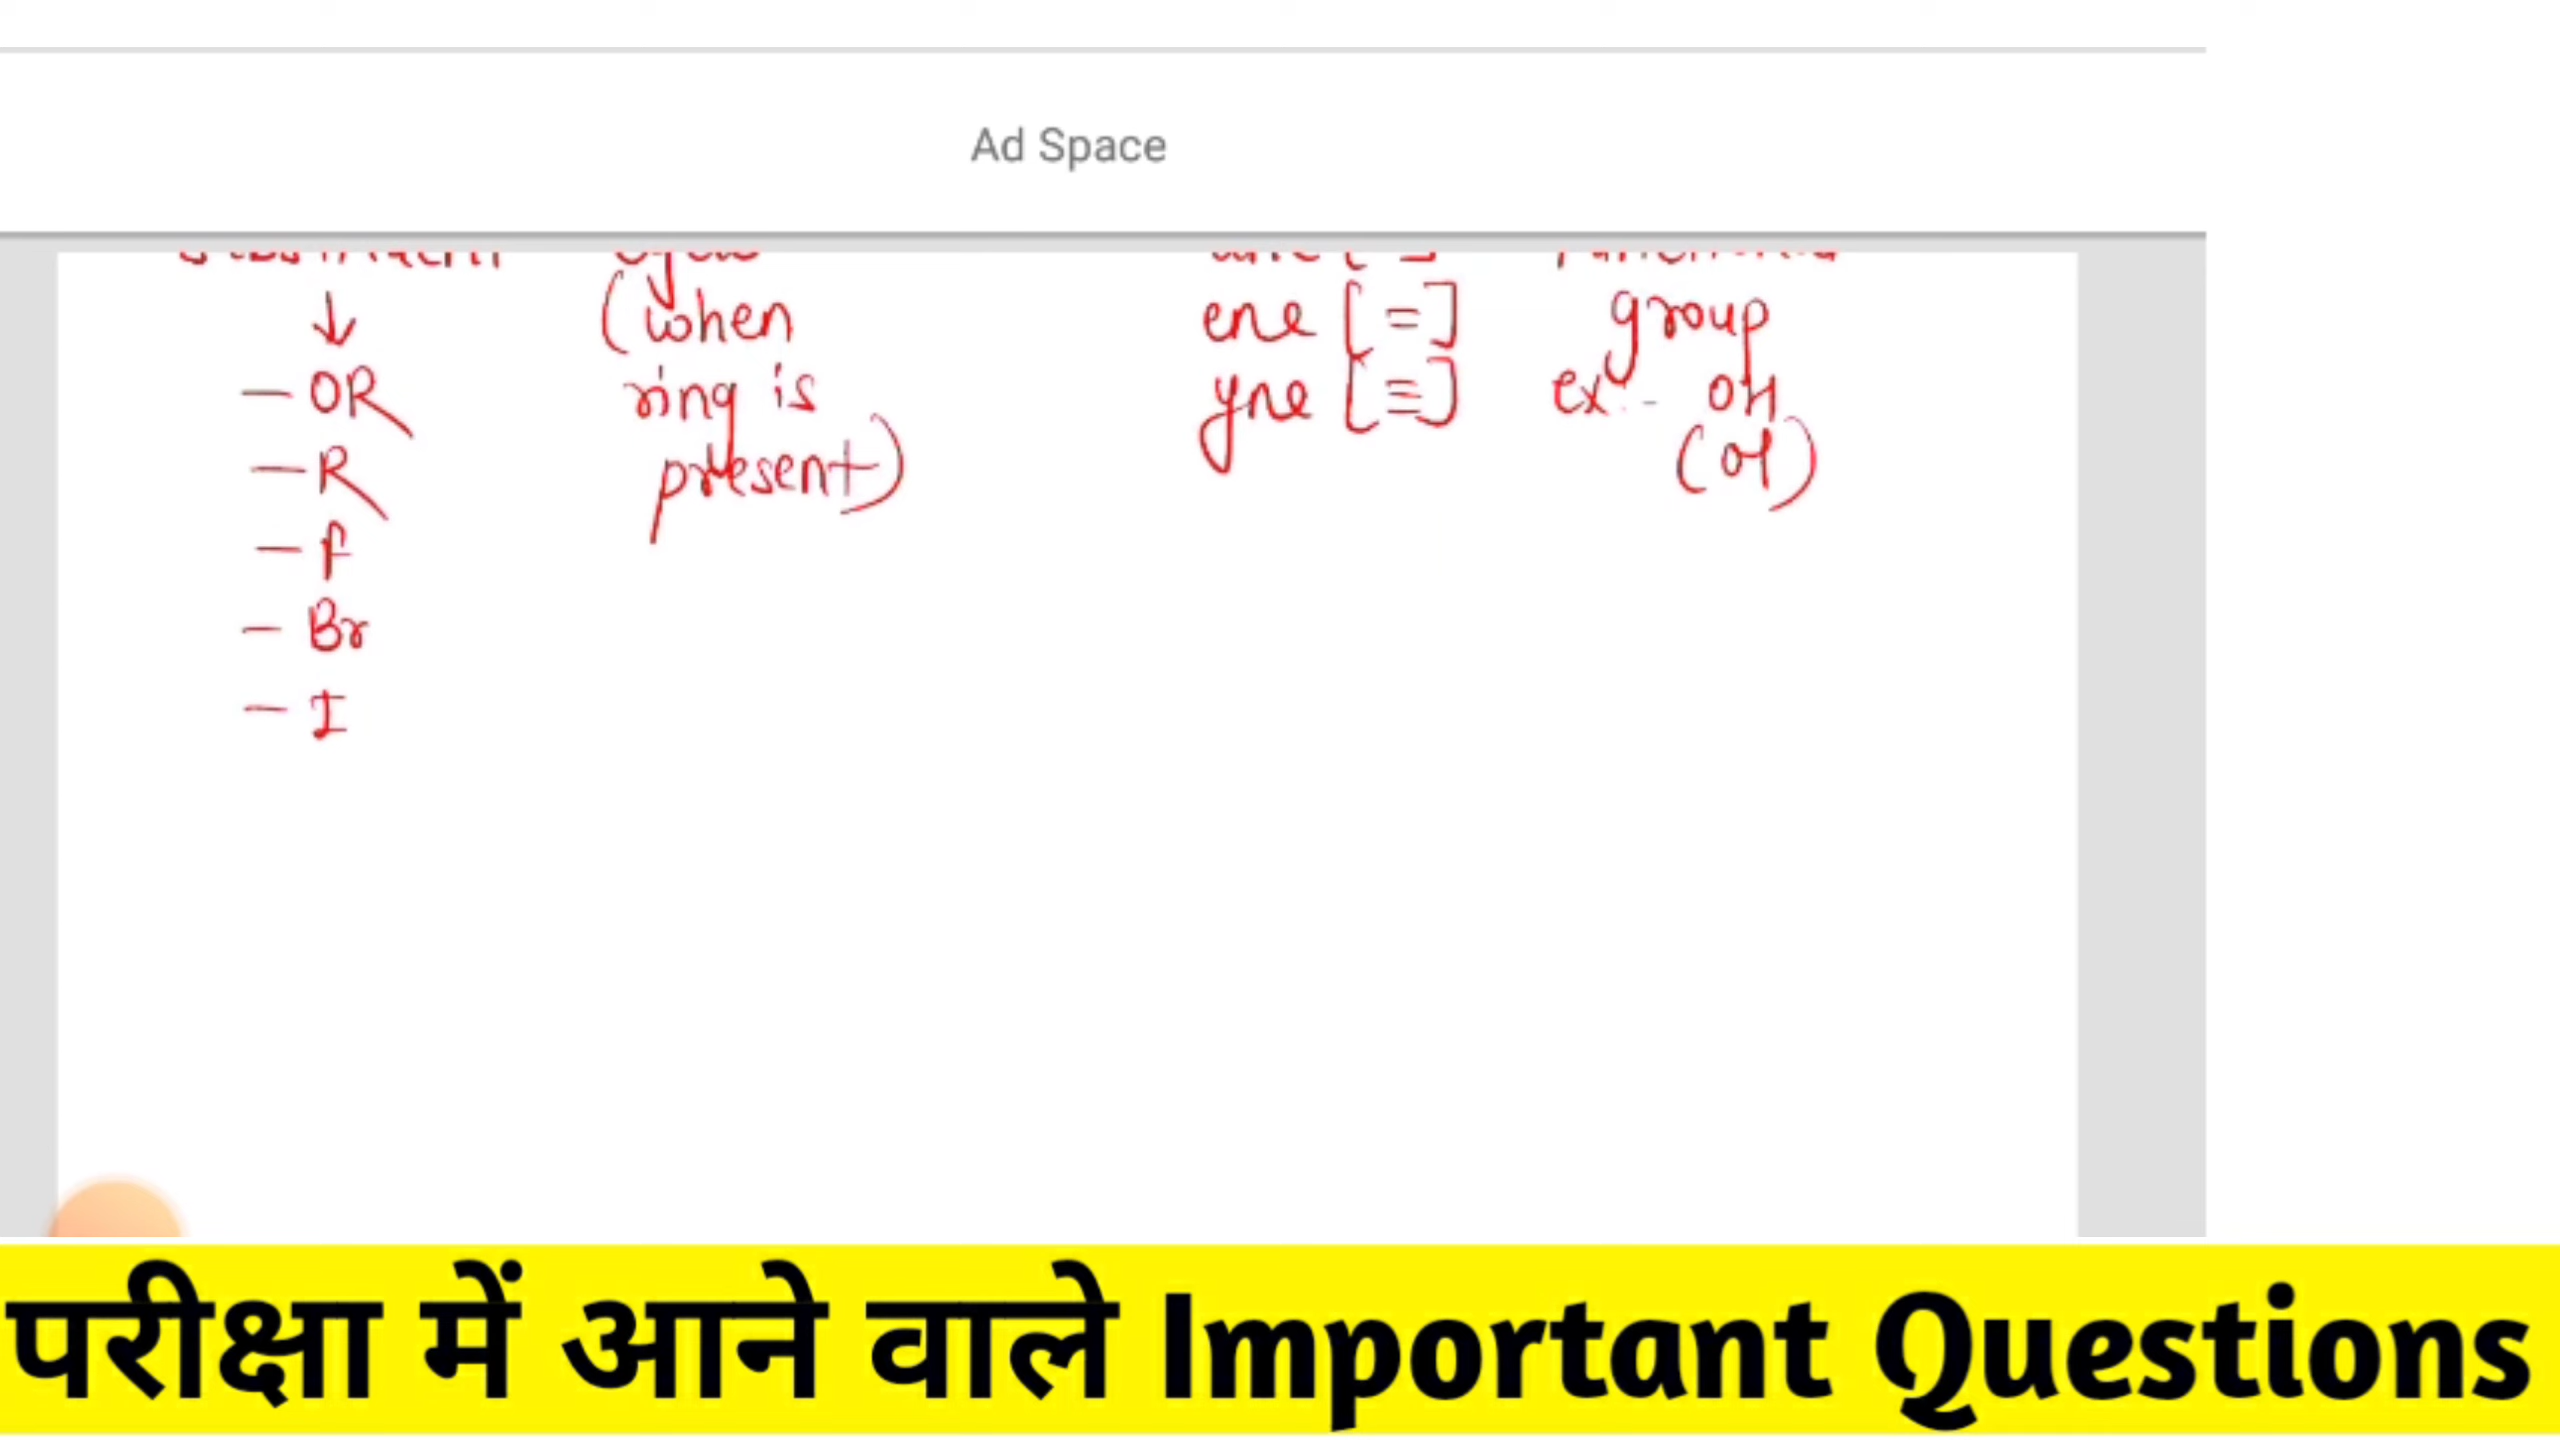 Ad Space
(when
ring is
present)
ene [=]
yne [≡]
group
ex - OH
(ol)
↓
- OR
- R
- F
- Br
- I
परीक्षा में आने वाले Important Questions